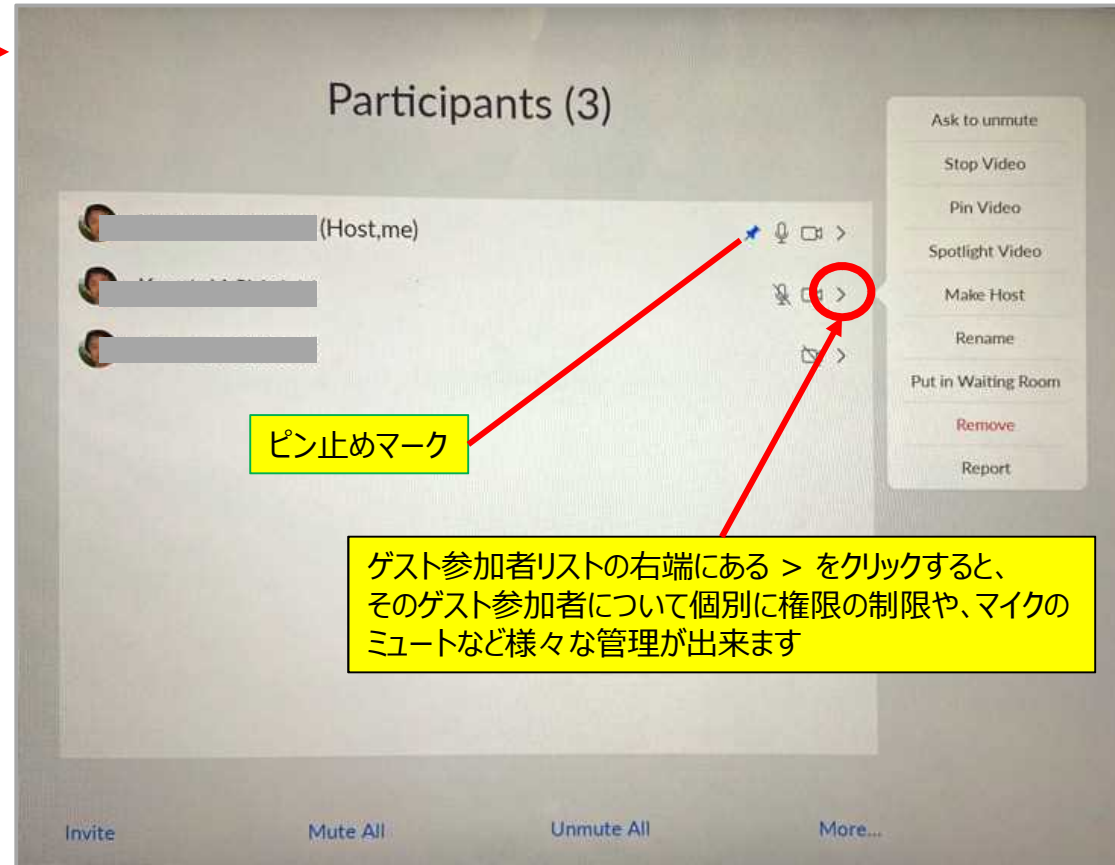 Participants (3)
(Host,me)
ピン止めマーク
ゲスト参加者リストの右端にある > をクリックすると、
そのゲスト参加者について個別に権限の制限や、マイクの
ミュートなど様々な管理が出来ます
Ask to unmute
Stop Video
Pin Video
Spotlight Video
Make Host
Rename
Put in Waiting Room
Remove
Report
Invite
Mute All
Unmute All
More...